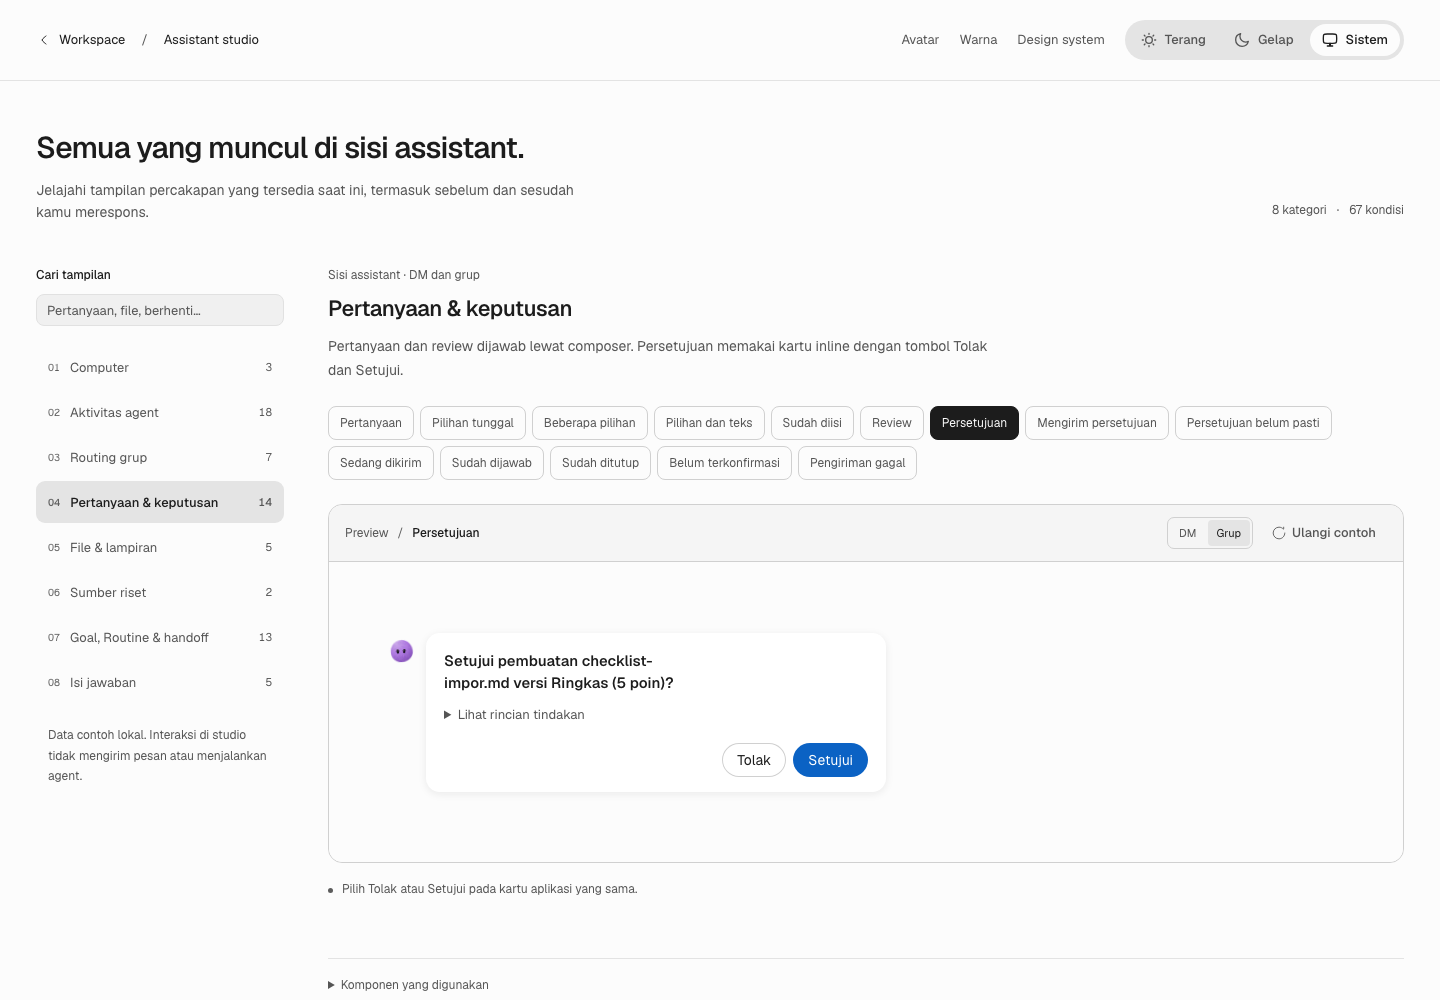 Workspace / Assistant studio
Avatar Warna Design system Terang Gelap Sistem
Semua yang muncul di sisi assistant.
Jelajahi tampilan percakapan yang tersedia saat ini, termasuk sebelum dan sesudah
kamu merespons.
8 kategori · 67 kondisi
Cari tampilan
Pertanyaan, file, berhenti...
01 Computer 3
02 Aktivitas agent 18
03 Routing grup 7
04 Pertanyaan & keputusan 14
05 File & lampiran 5
06 Sumber riset 2
07 Goal, Routine & handoff 13
08 Isi jawaban 5
Data contoh lokal. Interaksi di studio
tidak mengirim pesan atau menjalankan
agent.
Sisi assistant · DM dan grup
Pertanyaan & keputusan
Pertanyaan dan review dijawab lewat composer. Persetujuan memakai kartu inline dengan tombol Tolak
dan Setujui.
Pertanyaan Pilihan tunggal Beberapa pilihan Pilihan dan teks Sudah diisi Review Persetujuan Mengirim persetujuan Persetujuan belum pasti
Sedang dikirim Sudah dijawab Sudah ditutup Belum terkonfirmasi Pengiriman gagal
Preview / Persetujuan DM Grup Ulangi contoh
Setujui pembuatan checklist-
impor.md versi Ringkas (5 poin)?
Lihat rincian tindakan
Tolak Setujui
Pilih Tolak atau Setujui pada kartu aplikasi yang sama.
Komponen yang digunakan